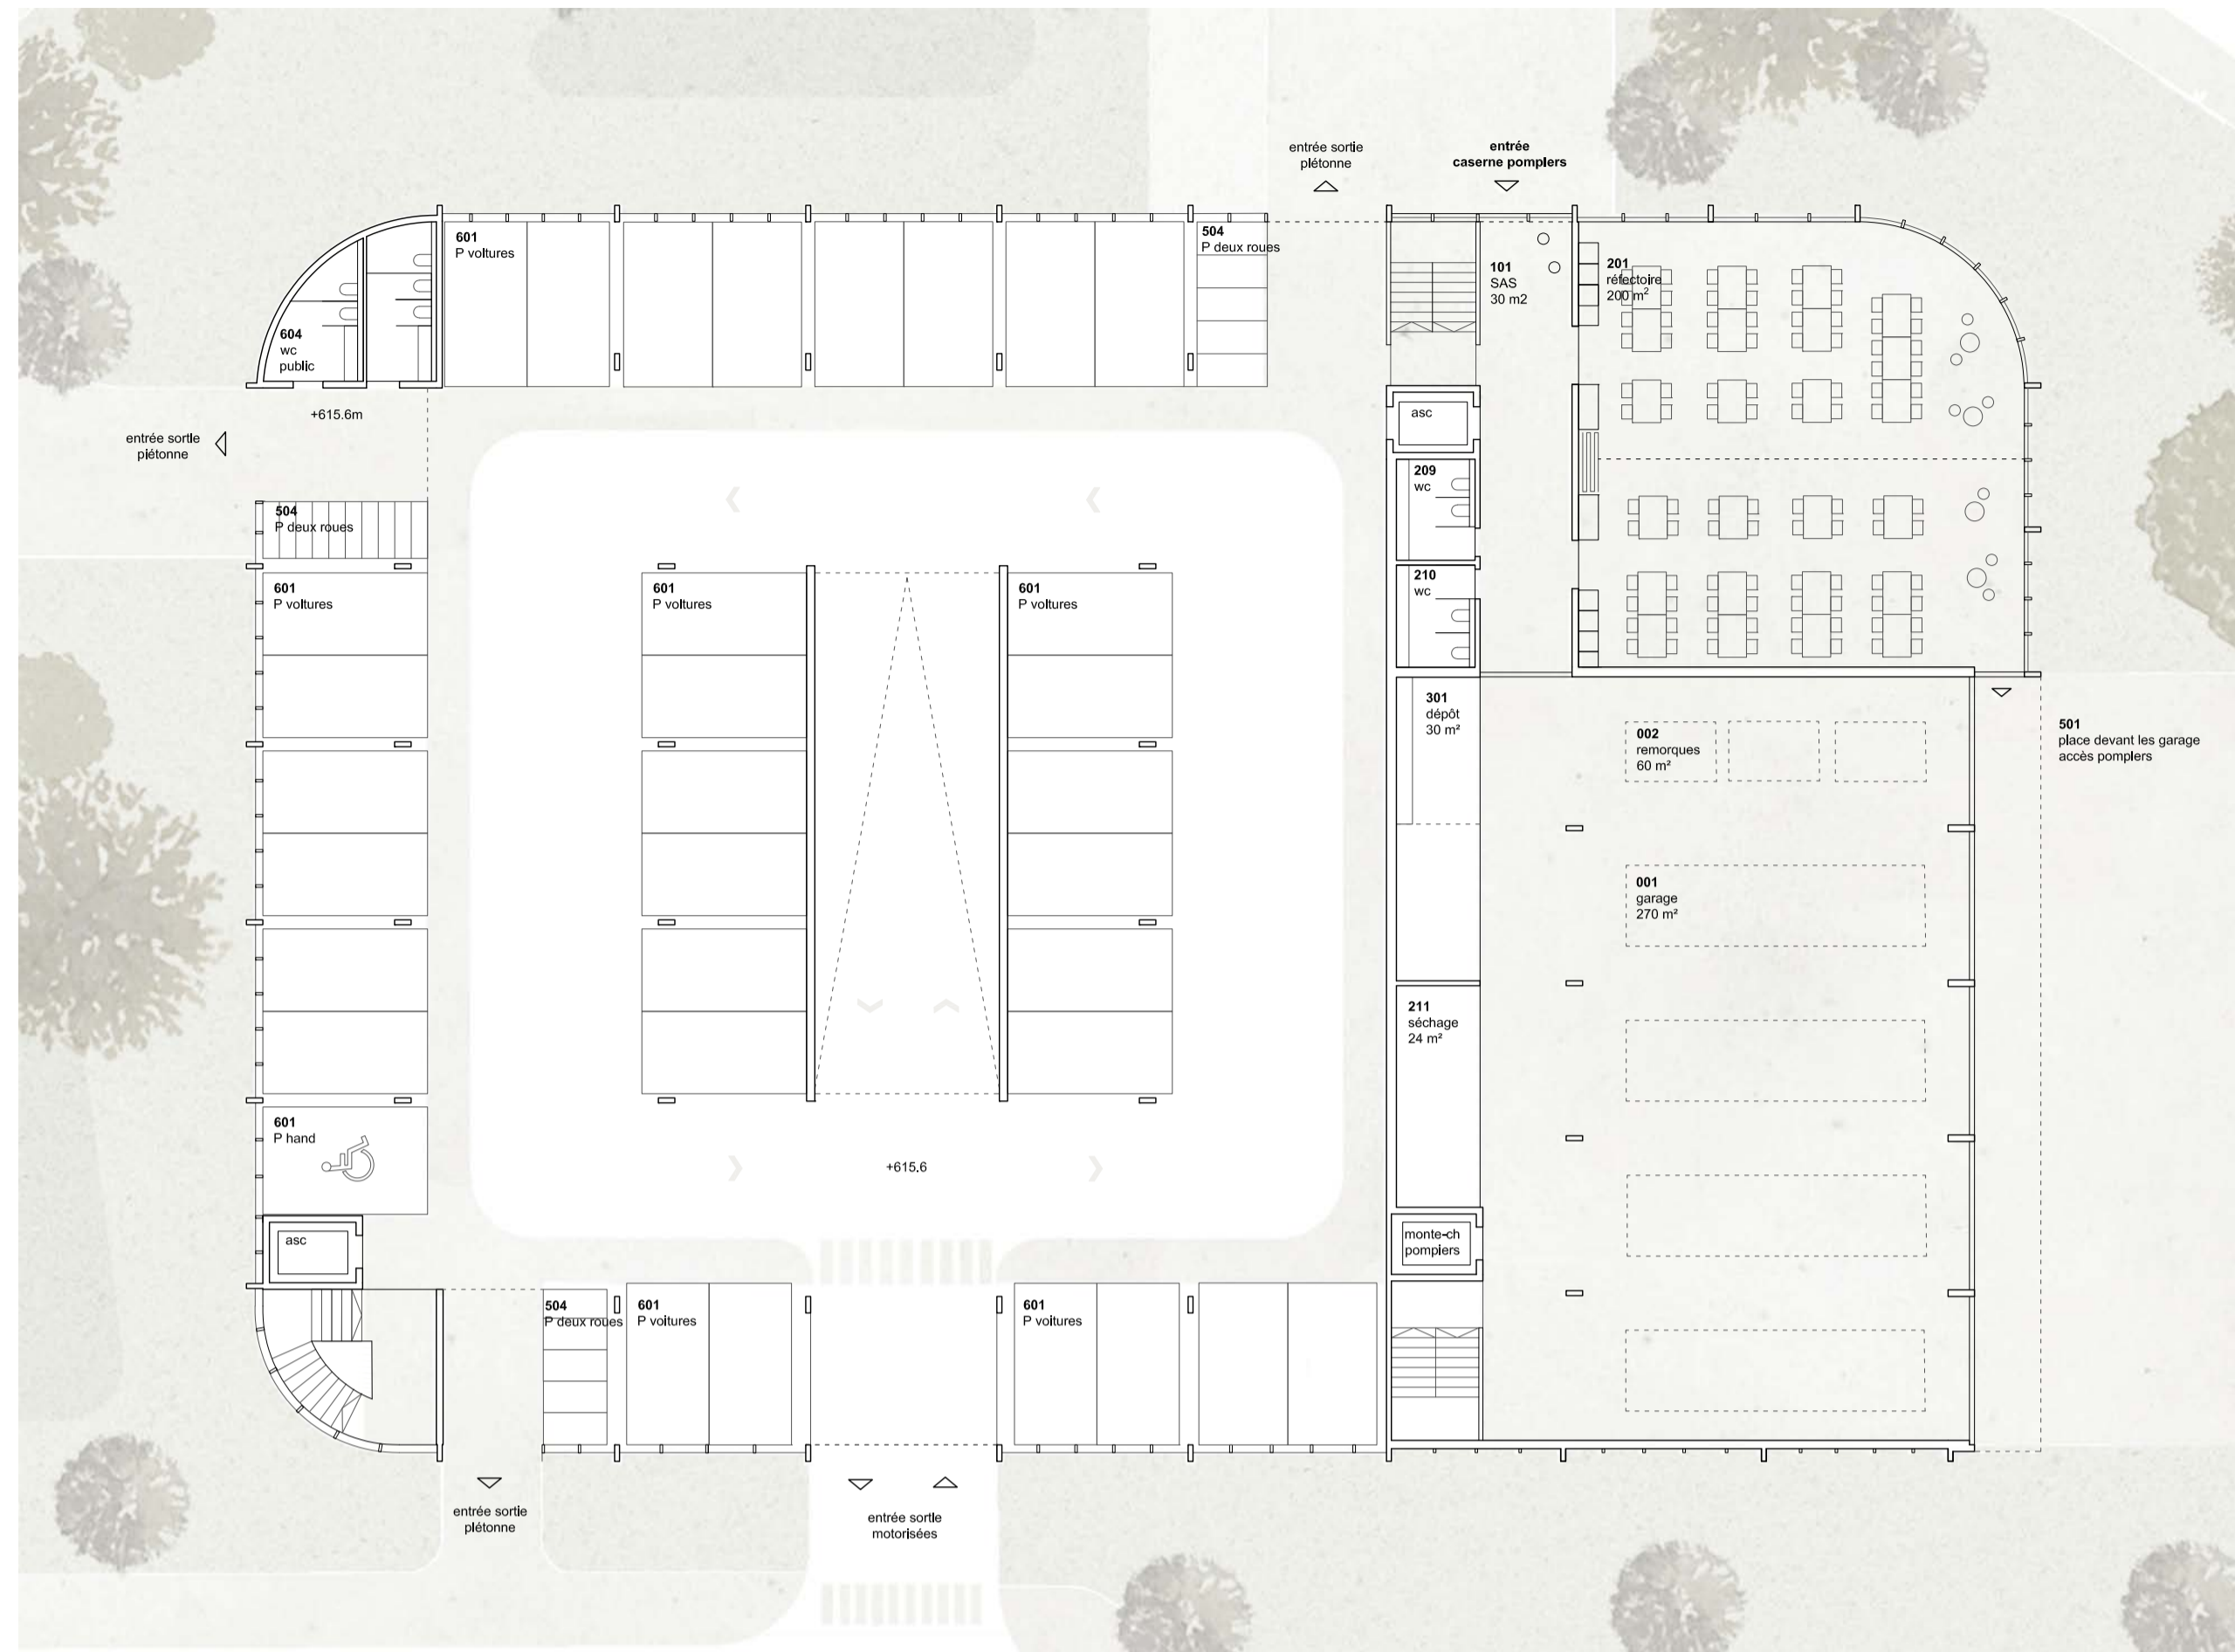 entrée sortie
piétonne
entrée
caserne pompiers
601
P voitures
504
P deux roues
101
SAS
30 m2
201
réfectoire
200 m²
604
wc
public
+615.6m
asc
entrée sortie
piétonne
209
wc
504
P deux roues
210
wc
601
P voitures
601
P voitures
601
P voitures
301
dépôt
30 m²
002
remorques
60 m²
501
place devant les garage
accès pompiers
001
garage
270 m²
211
séchage
24 m²
601
P hand
+615.6
asc
monte-ch
pompiers
504
P deux roues
601
P voitures
601
P voitures
entrée sortie
piétonne
entrée sortie
motorisées